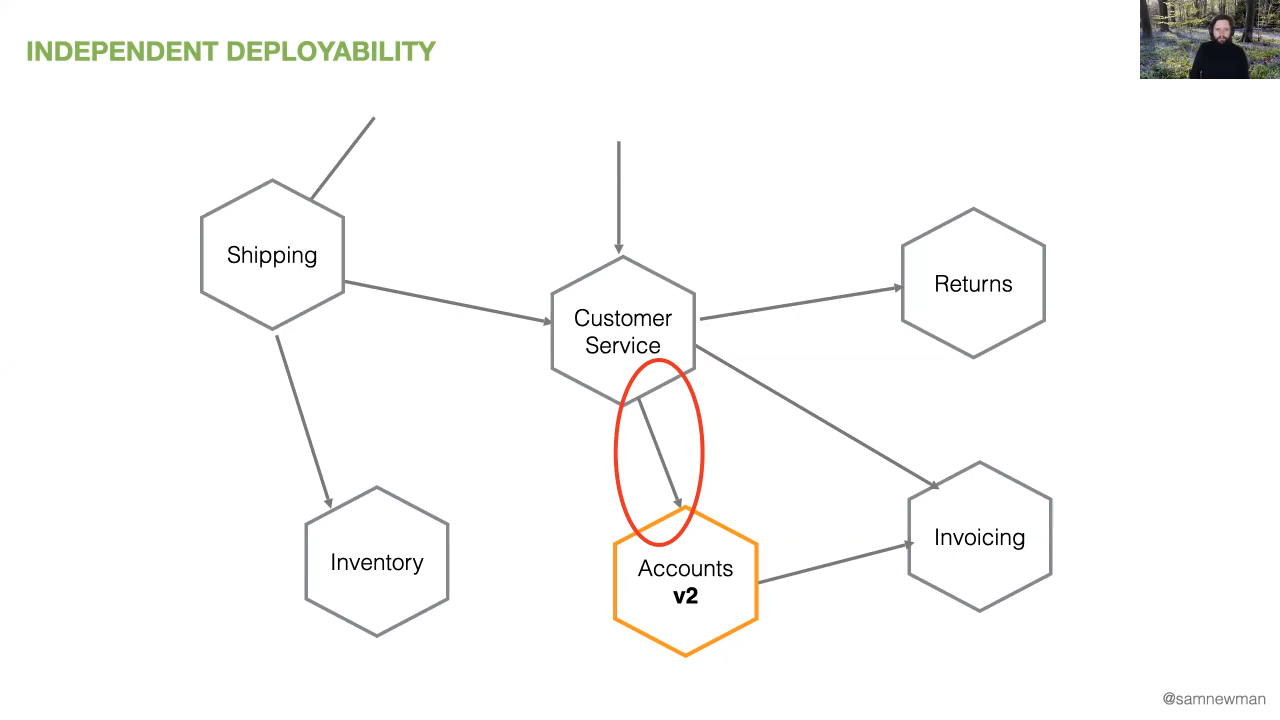 INDEPENDENT DEPLOYABILITY
Shipping
Customer
Service
Returns
Inventory
Accounts
v2
Invoicing
@samnewman